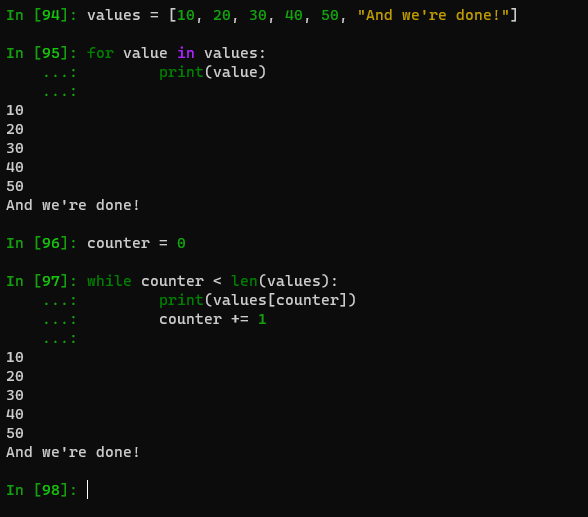 In [94]: values = [10, 20, 30, 40, 50, "And we're done!"]
In [95]: for value in values:
    ...:         print(value)
    ...:
10
20
30
40
50
And we're done!
In [96]: counter = 0
In [97]: while counter < len(values):
    ...:         print(values[counter])
    ...:         counter += 1
    ...:
10
20
30
40
50
And we're done!
In [98]: